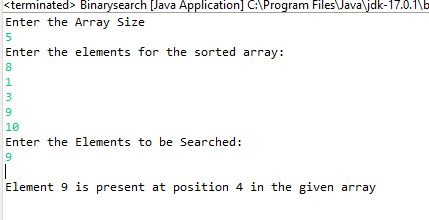 <terminated> Binarysearch [Java Application] C:\Program Files\Java\jdk-17.0.1\b
Enter the Array Size
5
Enter the elements for the sorted array:
8
1
3
9
10
Enter the Elements to be Searched:
9
Element 9 is present at position 4 in the given array